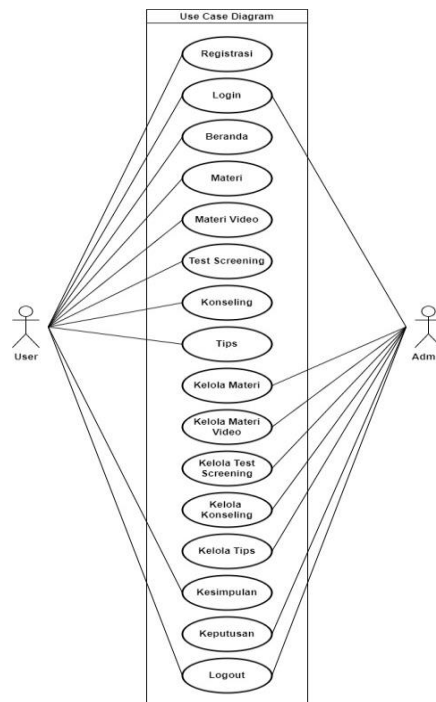 Use Case Diagram
Registrasi
Login
Beranda
Materi
Materi Video
Test Screening
Konseling
User
Tips
Adm
Kelola Materi
Kelola Materi
Video
Kelola Test
Screening
Kelola
Konseling
Kelola Tips
Kesimpulan
Keputusan
Logout